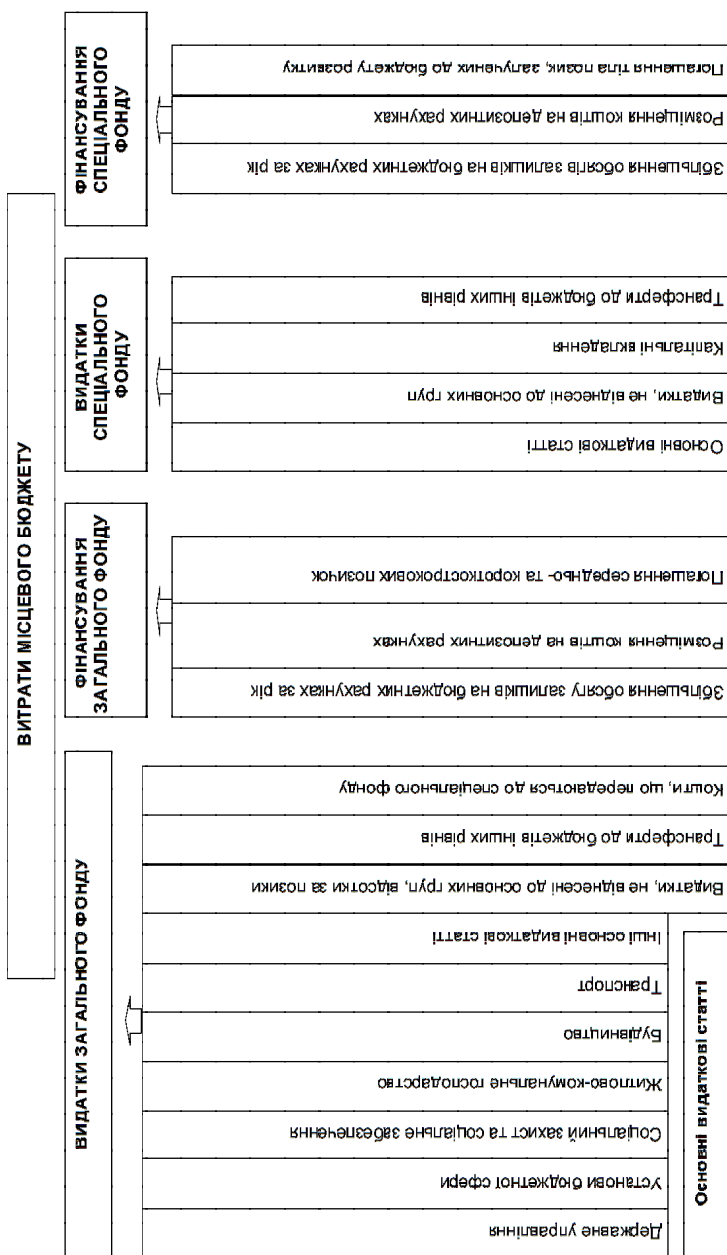 ВИТРАТИ МІСЦЕВОГО БЮДЖЕТУ
ВИДАТКИ ЗАГАЛЬНОГО ФОНДУ
Основні видаткові статті
Державне управління
Установи бюджетної сфери
Соціальний захист та соціальне забезпечення
Житлово-комунальне господарство
Будівництво
Транспорт
Інші основні видаткові статті
Видатки, не віднесені до основних груп, відсотки за позики
Трансферти до бюджетів інших рівнів
Кошти, що передаються до спеціального фонду
ФІНАНСУВАННЯ
ЗАГАЛЬНОГО ФОНДУ
Збільшення обсягу залишків на бюджетних рахунках за рік
Розміщення коштів на депозитних рахунках
Погашення середньо- та короткострокових позичок
ВИДАТКИ
СПЕЦІАЛЬНОГО
ФОНДУ
Основні видаткові статті
Видатки, не віднесені до основних груп
Капітальні вкладення
Трансферти до бюджетів інших рівнів
ФІНАНСУВАННЯ
СПЕЦІАЛЬНОГО
ФОНДУ
Збільшення обсягів залишків на бюджетних рахунках за рік
Розміщення коштів на депозитних рахунках
Погашення тіла позик, залучених до бюджету розвитку